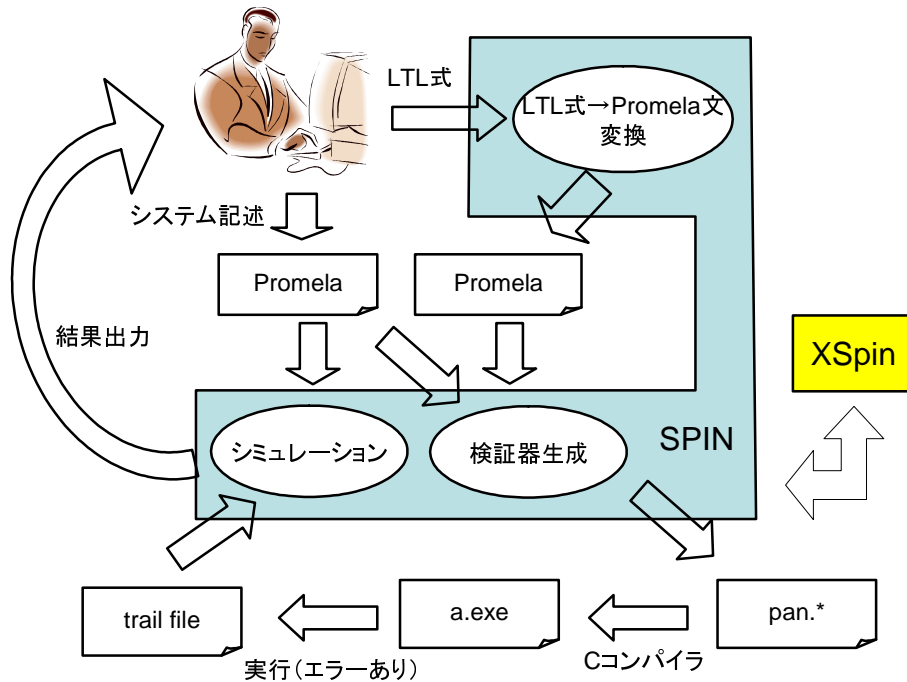 LTL式
LTL式→Promela文
変換
システム記述
Promela
Promela
結果出力
XSpin
シミュレーション
検証器生成
SPIN
trail file
a.exe
pan.*
実行(エラーあり)
Cコンパイラ